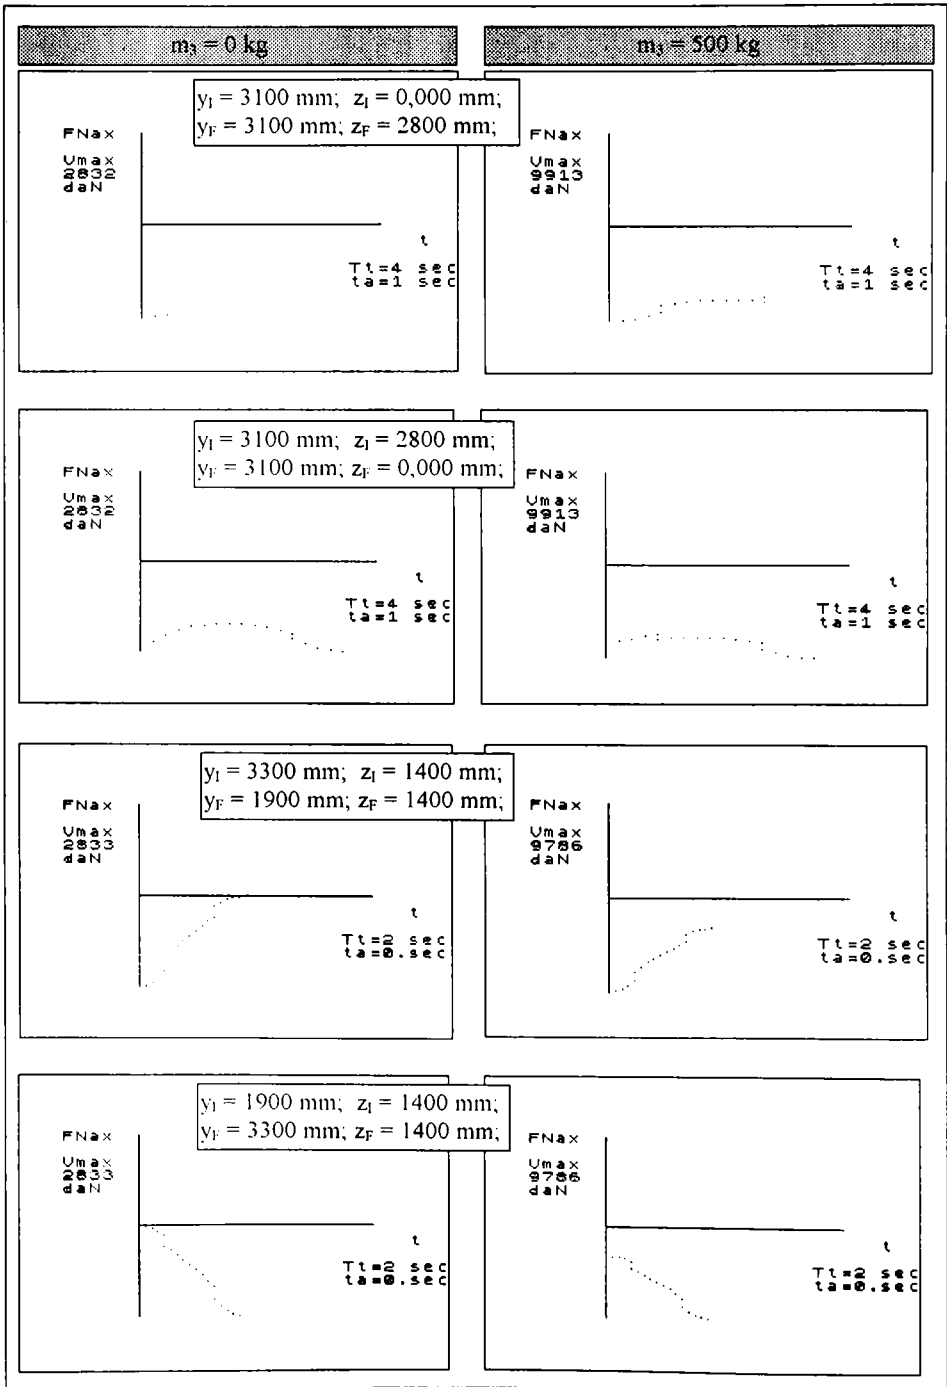 m₃ = 0 kg
m₃ = 500 kg
y_I = 3100 mm; z_I = 0,000 mm;
y_F = 3100 mm; z_F = 2800 mm;
FNax
Vmax
2832
daN
t
Tt=4 sec
ta=1 sec
FNax
Vmax
9913
daN
t
Tt=4 sec
ta=1 sec
y_I = 3100 mm; z_I = 2800 mm;
y_F = 3100 mm; z_F = 0,000 mm;
FNax
Vmax
2832
daN
t
Tt=4 sec
ta=1 sec
FNax
Vmax
9913
daN
t
Tt=4 sec
ta=1 sec
y_I = 3300 mm; z_I = 1400 mm;
y_F = 1900 mm; z_F = 1400 mm;
FNax
Vmax
2833
daN
t
Tt=2 sec
ta=0.sec
FNax
Vmax
9786
daN
t
Tt=2 sec
ta=0.sec
y_I = 1900 mm; z_I = 1400 mm;
y_F = 3300 mm; z_F = 1400 mm;
FNax
Vmax
2833
daN
t
Tt=2 sec
ta=0.sec
FNax
Vmax
9786
daN
t
Tt=2 sec
ta=0.sec